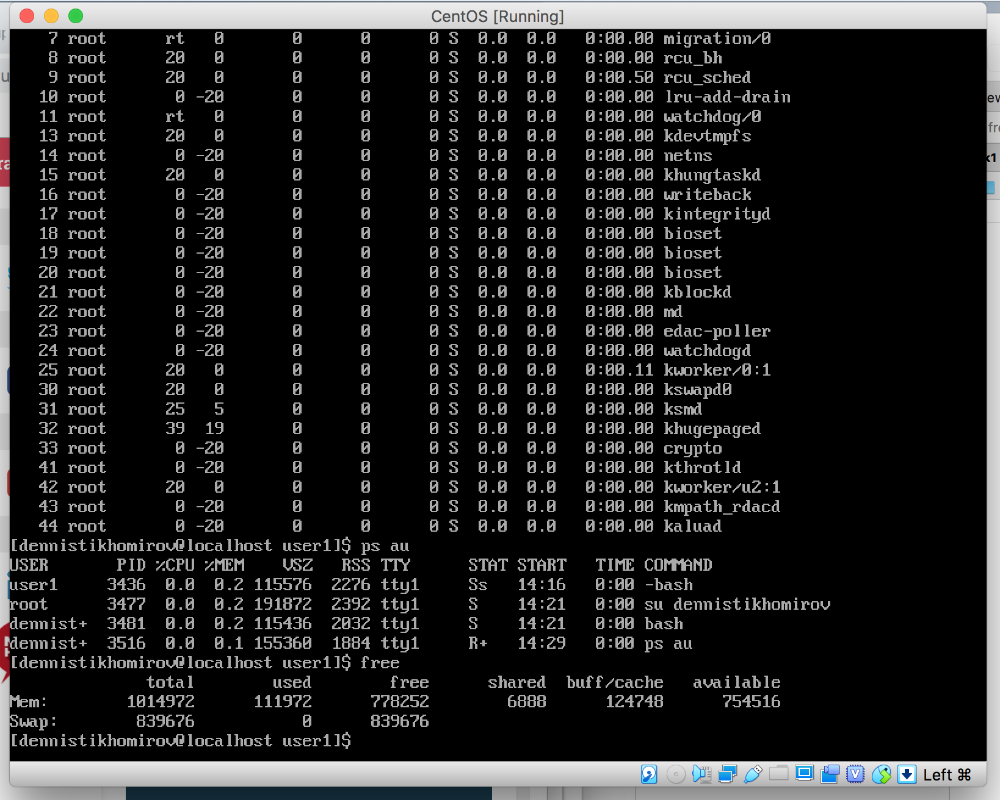 CentOS [Running]
7 root rt 0 0 0 0 S 0.0 0.0 0:00.00 migration/0
8 root 20 0 0 0 0 S 0.0 0.0 0:00.00 rcu_bh
9 root 20 0 0 0 0 S 0.0 0.0 0:00.50 rcu_sched
10 root 0 -20 0 0 0 S 0.0 0.0 0:00.00 lru-add-drain
11 root rt 0 0 0 0 S 0.0 0.0 0:00.00 watchdog/0
13 root 20 0 0 0 0 S 0.0 0.0 0:00.00 kdevtmpfs
14 root 0 -20 0 0 0 S 0.0 0.0 0:00.00 netns
15 root 20 0 0 0 0 S 0.0 0.0 0:00.00 khungtaskd
16 root 0 -20 0 0 0 S 0.0 0.0 0:00.00 writeback
17 root 0 -20 0 0 0 S 0.0 0.0 0:00.00 kintegrityd
18 root 0 -20 0 0 0 S 0.0 0.0 0:00.00 bioset
19 root 0 -20 0 0 0 S 0.0 0.0 0:00.00 bioset
20 root 0 -20 0 0 0 S 0.0 0.0 0:00.00 bioset
21 root 0 -20 0 0 0 S 0.0 0.0 0:00.00 kblockd
22 root 0 -20 0 0 0 S 0.0 0.0 0:00.00 md
23 root 0 -20 0 0 0 S 0.0 0.0 0:00.00 edac-poller
24 root 0 -20 0 0 0 S 0.0 0.0 0:00.00 watchdogd
25 root 20 0 0 0 0 S 0.0 0.0 0:00.11 kworker/0:1
30 root 20 0 0 0 0 S 0.0 0.0 0:00.00 kswapd0
31 root 25 5 0 0 0 S 0.0 0.0 0:00.00 ksmd
32 root 39 19 0 0 0 S 0.0 0.0 0:00.00 khugepaged
33 root 0 -20 0 0 0 S 0.0 0.0 0:00.00 crypto
41 root 0 -20 0 0 0 S 0.0 0.0 0:00.00 kthrotld
42 root 20 0 0 0 0 S 0.0 0.0 0:00.00 kworker/u2:1
43 root 0 -20 0 0 0 S 0.0 0.0 0:00.00 kmpath_rdacd
44 root 0 -20 0 0 0 S 0.0 0.0 0:00.00 kaluad
[dennistikhomirov@localhost user1]$ ps au
USER PID %CPU %MEM VSZ RSS TTY STAT START TIME COMMAND
user1 3436 0.0 0.2 115576 2276 tty1 Ss 14:16 0:00 -bash
root 3477 0.0 0.2 191872 2392 tty1 S 14:21 0:00 su dennistikhomirov
dennist+ 3481 0.0 0.2 115436 2032 tty1 S 14:21 0:00 bash
dennist+ 3516 0.0 0.1 155360 1884 tty1 R+ 14:29 0:00 ps au
[dennistikhomirov@localhost user1]$ free
total used free shared buff/cache available
Mem: 1014972 111972 778252 6888 124748 754516
Swap: 839676 0 839676
[dennistikhomirov@localhost user1]$
Left ⌘